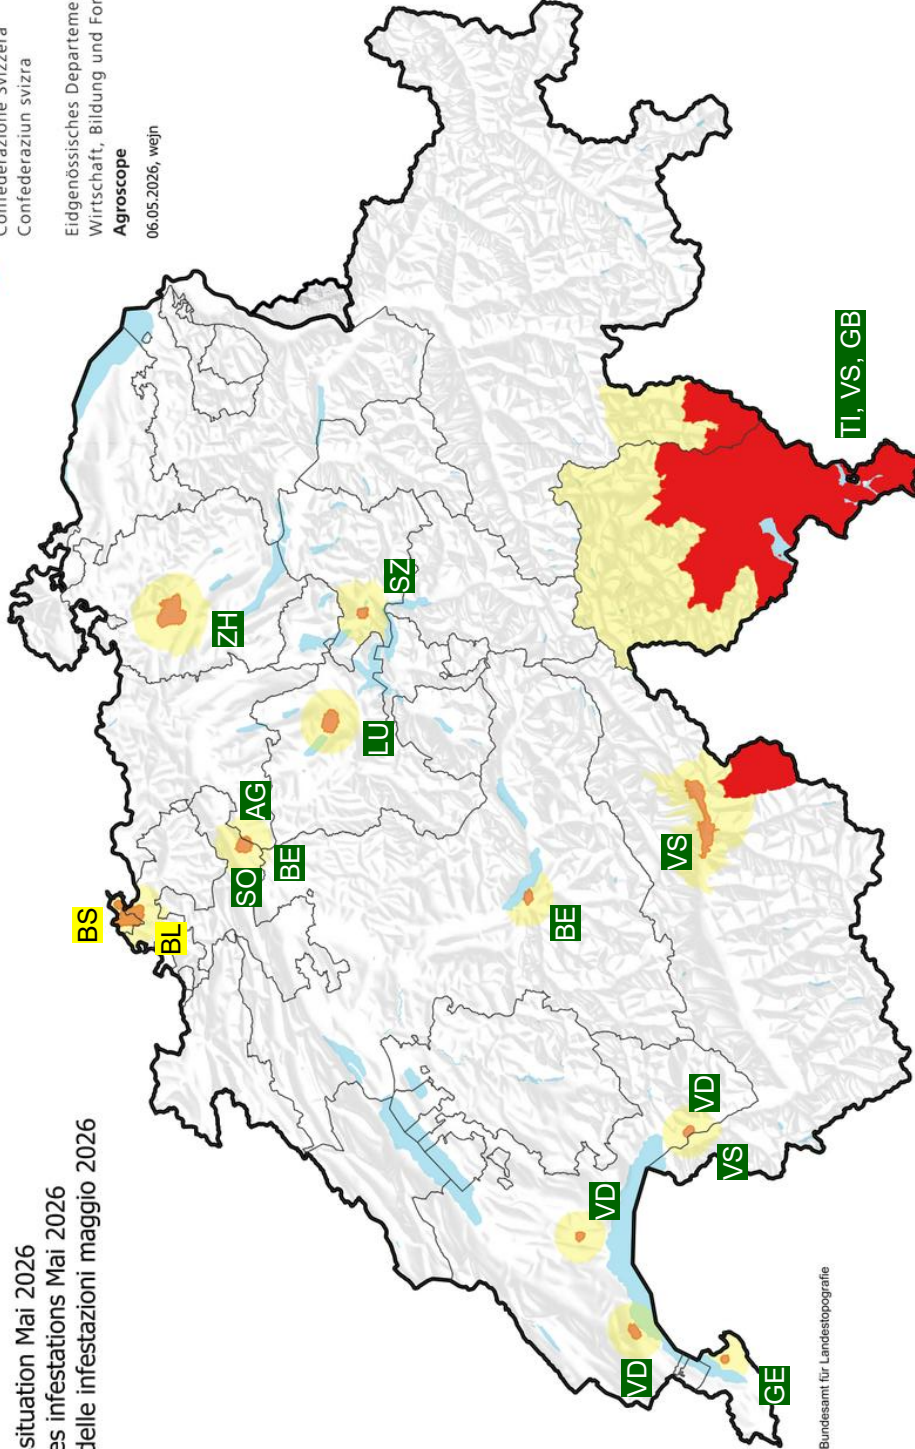 situation Mai 2026
es infestations Mai 2026
delle infestazioni maggio 2026
Confederazione Svizzera
Confederaziun svizra
Eidgenössisches Departeme
Wirtschaft, Bildung und For
Agroscope
06.05.2026, wejn
BS
BL
SO
AG
BE
ZH
LU
SZ
BE
VS
VD
VD
VD
VS
GE
TI, VS, GB
Bundesamt für Landestopografie